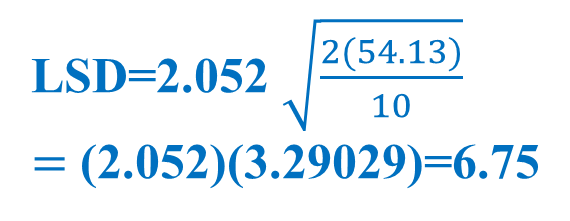 LSD=2.052 √(2(54.13)/10)
= (2.052)(3.29029)=6.75